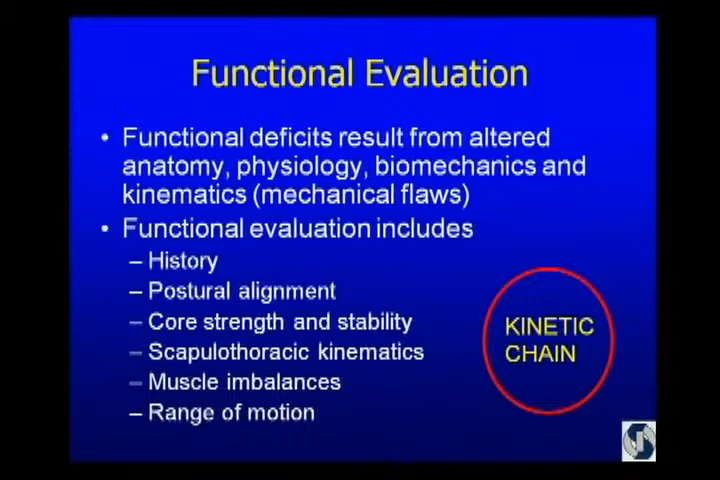 Functional Evaluation
• Functional deficits result from altered
anatomy, physiology, biomechanics and
kinematics (mechanical flaws)
• Functional evaluation includes
– History
– Postural alignment
– Core strength and stability
– Scapulothoracic kinematics
– Muscle imbalances
– Range of motion
KINETIC
CHAIN